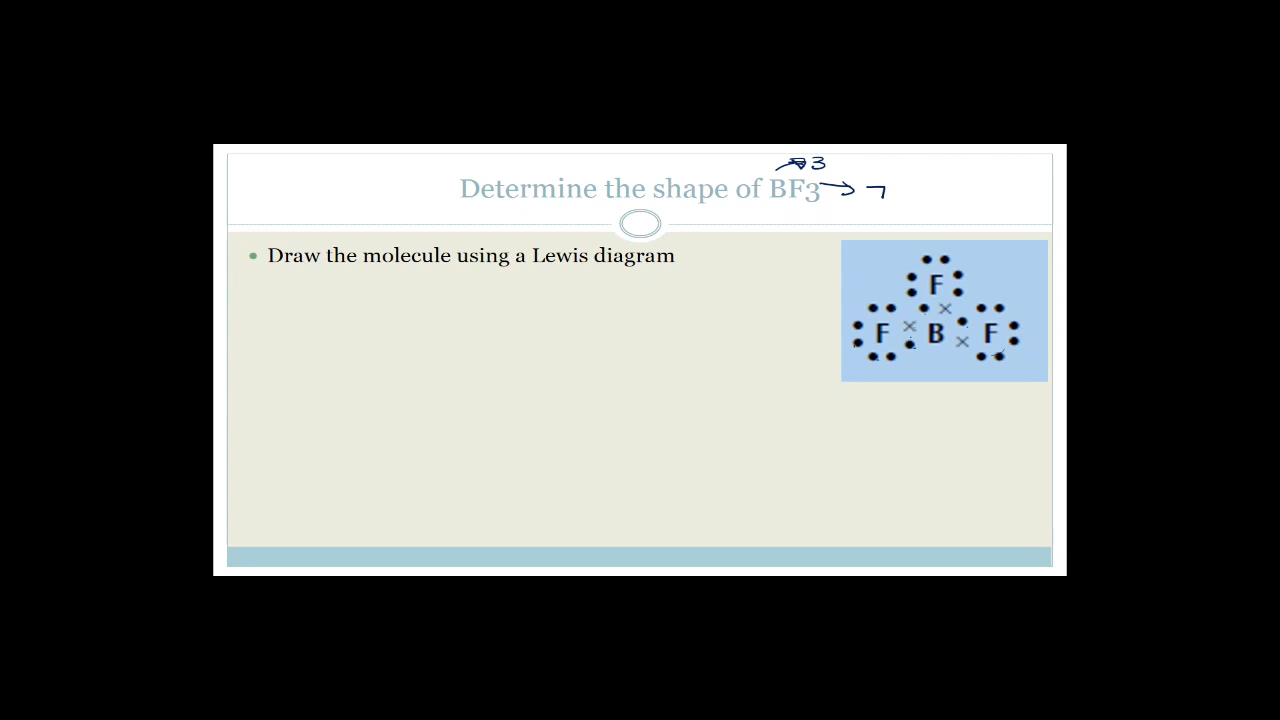 3
Determine the shape of BF3 7
• Draw the molecule using a Lewis diagram
F
F × B × F